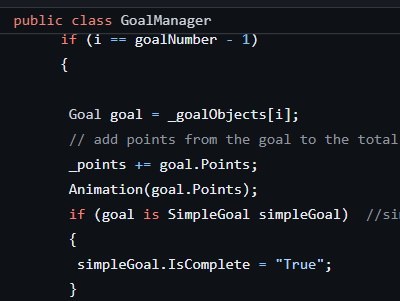 public class GoalManager
if (i == goalNumber - 1)
{
Goal goal = _goalObjects[i];
// add points from the goal to the total
_points += goal.Points;
Animation(goal.Points);
if (goal is SimpleGoal simpleGoal)  //si
{
simpleGoal.IsComplete = "True";
}